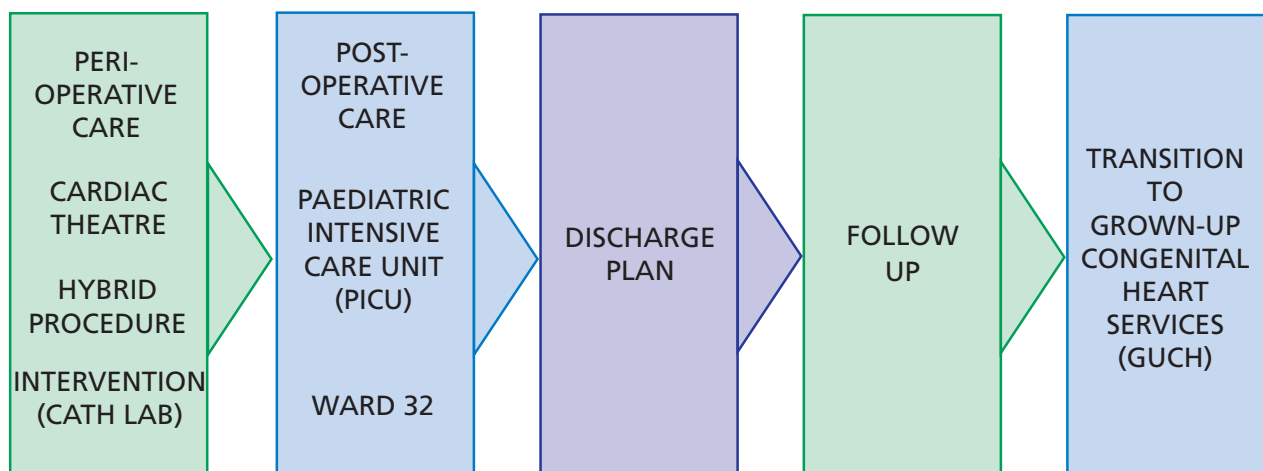 PERI-
OPERATIVE
CARE
CARDIAC
THEATRE
HYBRID
PROCEDURE
INTERVENTION
(CATH LAB)
POST-
OPERATIVE
CARE
PAEDIATRIC
INTENSIVE
CARE UNIT
(PICU)
WARD 32
DISCHARGE
PLAN
FOLLOW
UP
TRANSITION
TO
GROWN-UP
CONGENITAL
HEART
SERVICES
(GUCH)